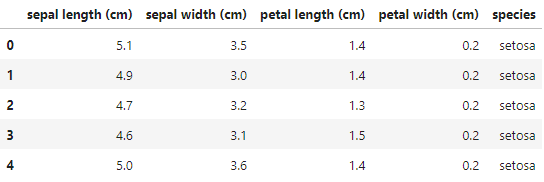 sepal length (cm) sepal width (cm) petal length (cm) petal width (cm) species
0 5.1 3.5 1.4 0.2 setosa
1 4.9 3.0 1.4 0.2 setosa
2 4.7 3.2 1.3 0.2 setosa
3 4.6 3.1 1.5 0.2 setosa
4 5.0 3.6 1.4 0.2 setosa